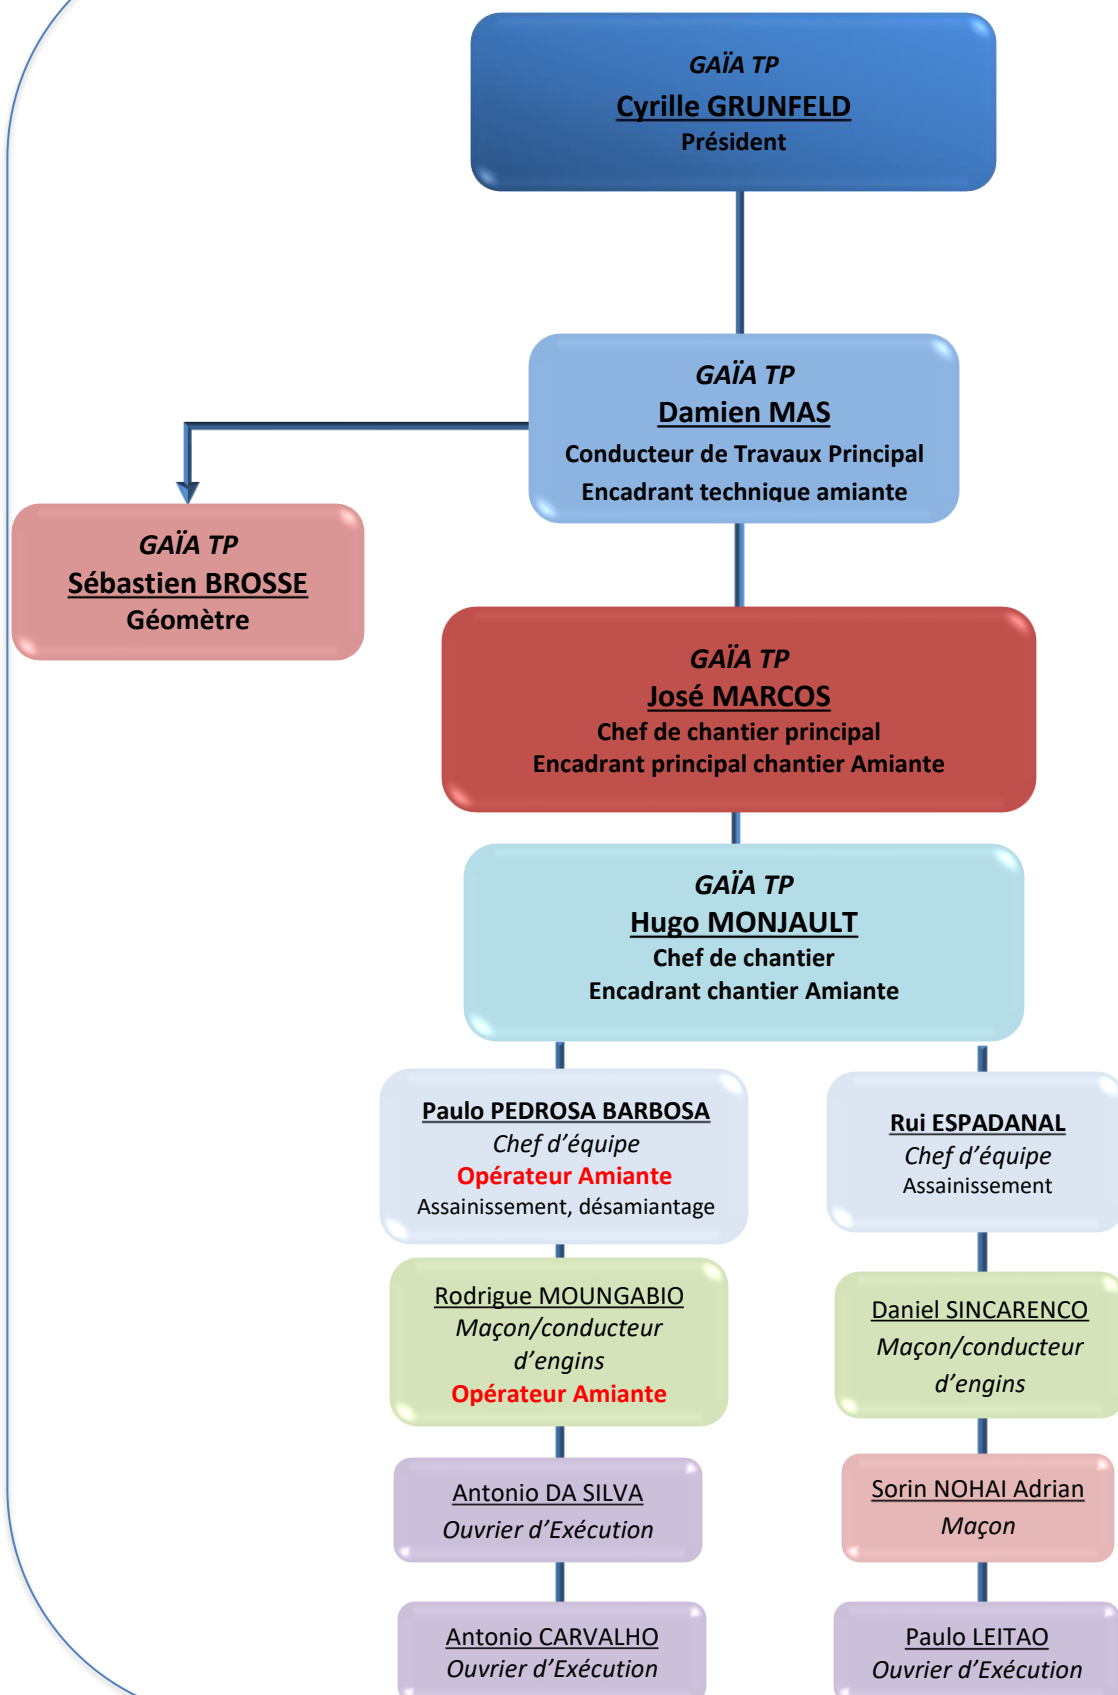 GAÏA TP
Cyrille GRUNFELD
Président
GAÏA TP
Damien MAS
Conducteur de Travaux Principal
Encadrant technique amiante
GAÏA TP
Sébastien BROSSE
Géomètre
GAÏA TP
José MARCOS
Chef de chantier principal
Encadrant principal chantier Amiante
GAÏA TP
Hugo MONJAULT
Chef de chantier
Encadrant chantier Amiante
Paulo PEDROSA BARBOSA
Chef d’équipe
Opérateur Amiante
Assainissement, désamiantage
Rodrigue MOUNGABIO
Maçon/conducteur
d’engins
Opérateur Amiante
Antonio DA SILVA
Ouvrier d’Exécution
Antonio CARVALHO
Ouvrier d’Exécution
Rui ESPADANAL
Chef d’équipe
Assainissement
Daniel SINCARENCO
Maçon/conducteur
d’engins
Sorin NOHAI Adrian
Maçon
Paulo LEITAO
Ouvrier d’Exécution